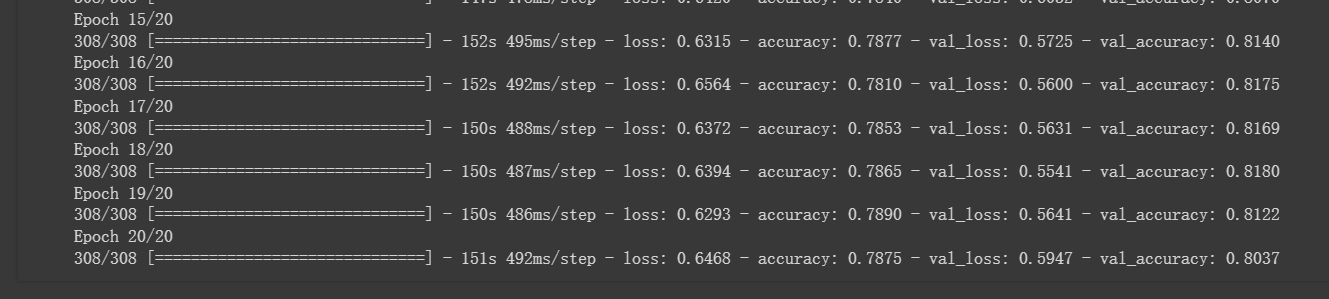 Epoch 15/20
308/308 [==============================] - 152s 495ms/step - loss: 0.6315 - accuracy: 0.7877 - val_loss: 0.5725 - val_accuracy: 0.8140
Epoch 16/20
308/308 [==============================] - 152s 492ms/step - loss: 0.6564 - accuracy: 0.7810 - val_loss: 0.5600 - val_accuracy: 0.8175
Epoch 17/20
308/308 [==============================] - 150s 488ms/step - loss: 0.6372 - accuracy: 0.7853 - val_loss: 0.5631 - val_accuracy: 0.8169
Epoch 18/20
308/308 [==============================] - 150s 487ms/step - loss: 0.6394 - accuracy: 0.7865 - val_loss: 0.5541 - val_accuracy: 0.8180
Epoch 19/20
308/308 [==============================] - 150s 486ms/step - loss: 0.6293 - accuracy: 0.7890 - val_loss: 0.5641 - val_accuracy: 0.8122
Epoch 20/20
308/308 [==============================] - 151s 492ms/step - loss: 0.6468 - accuracy: 0.7875 - val_loss: 0.5947 - val_accuracy: 0.8037